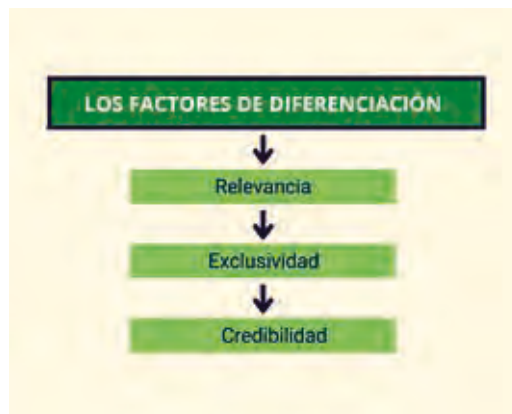 LOS FACTORES DE DIFERENCIACIÓN
Relevancia
Exclusividad
Credibilidad